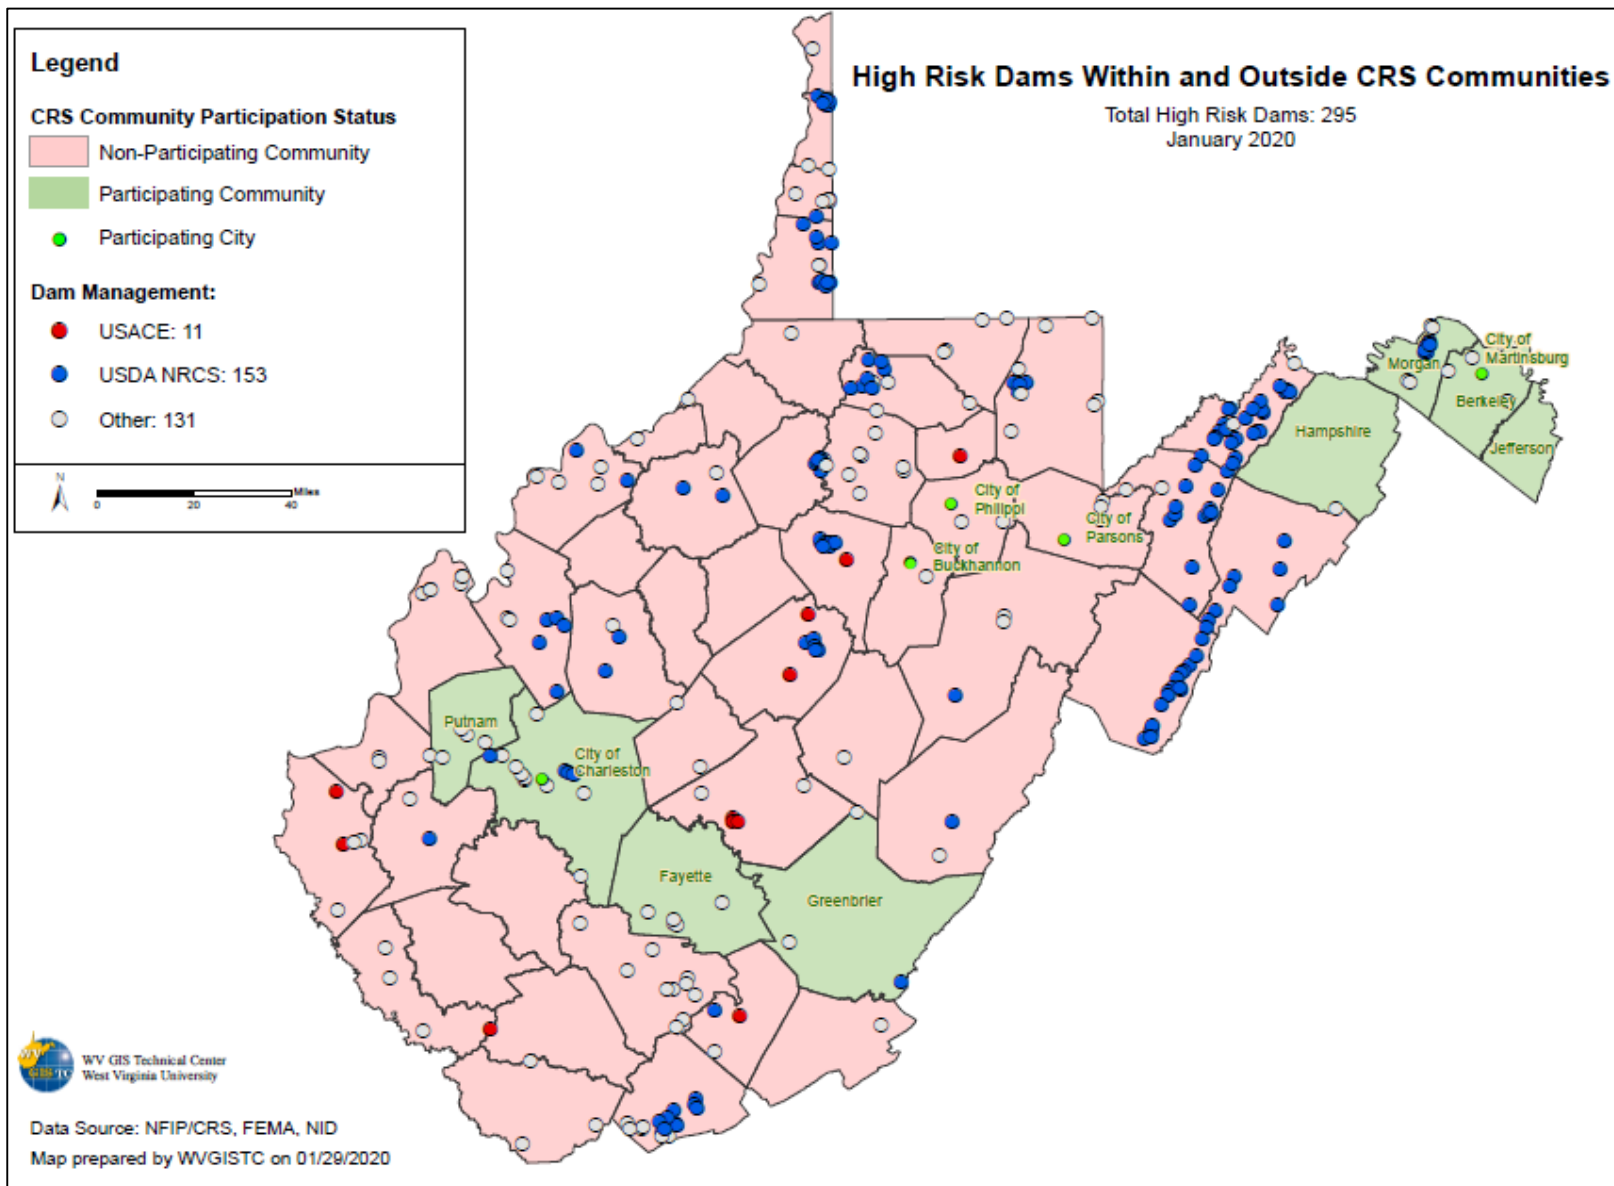 Legend
CRS Community Participation Status
Non-Participating Community
Participating Community
Participating City
Dam Management:
USACE: 11
USDA NRCS: 153
Other: 131
N
Miles
0 20 40
High Risk Dams Within and Outside CRS Communities
Total High Risk Dams: 295
January 2020
City of
Martinsburg
Morgan
Berkeley
Jefferson
Hampshire
City of
Philippi
City of
Parsons
City of
Buckhannon
Putnam
City of
Charleston
Fayette
Greenbrier
WV
GIS TC
WV GIS Technical Center
West Virginia University
Data Source: NFIP/CRS, FEMA, NID
Map prepared by WVGISTC on 01/29/2020